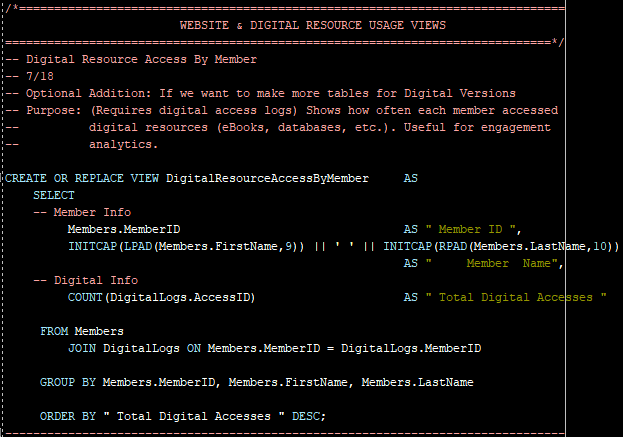 /*==============================================================================
WEBSITE & DIGITAL RESOURCE USAGE VIEWS
==============================================================================*/
-- Digital Resource Access By Member
-- 7/18
-- Optional Addition: If we want to make more tables for Digital Versions
-- Purpose: (Requires digital access logs) Shows how often each member accessed
--          digital resources (eBooks, databases, etc.). Useful for engagement
--          analytics.
CREATE OR REPLACE VIEW DigitalResourceAccessByMember     AS
    SELECT
    -- Member Info
         Members.MemberID                                AS " Member ID ",
         INITCAP(LPAD(Members.FirstName,9)) || ' ' || INITCAP(RPAD(Members.LastName,10))
                                                         AS "    Member  Name",
    -- Digital Info
         COUNT(DigitalLogs.AccessID)                     AS " Total Digital Accesses "
     FROM Members
         JOIN DigitalLogs ON Members.MemberID = DigitalLogs.MemberID
     GROUP BY Members.MemberID, Members.FirstName, Members.LastName
     ORDER BY " Total Digital Accesses " DESC;
--==============================================================================